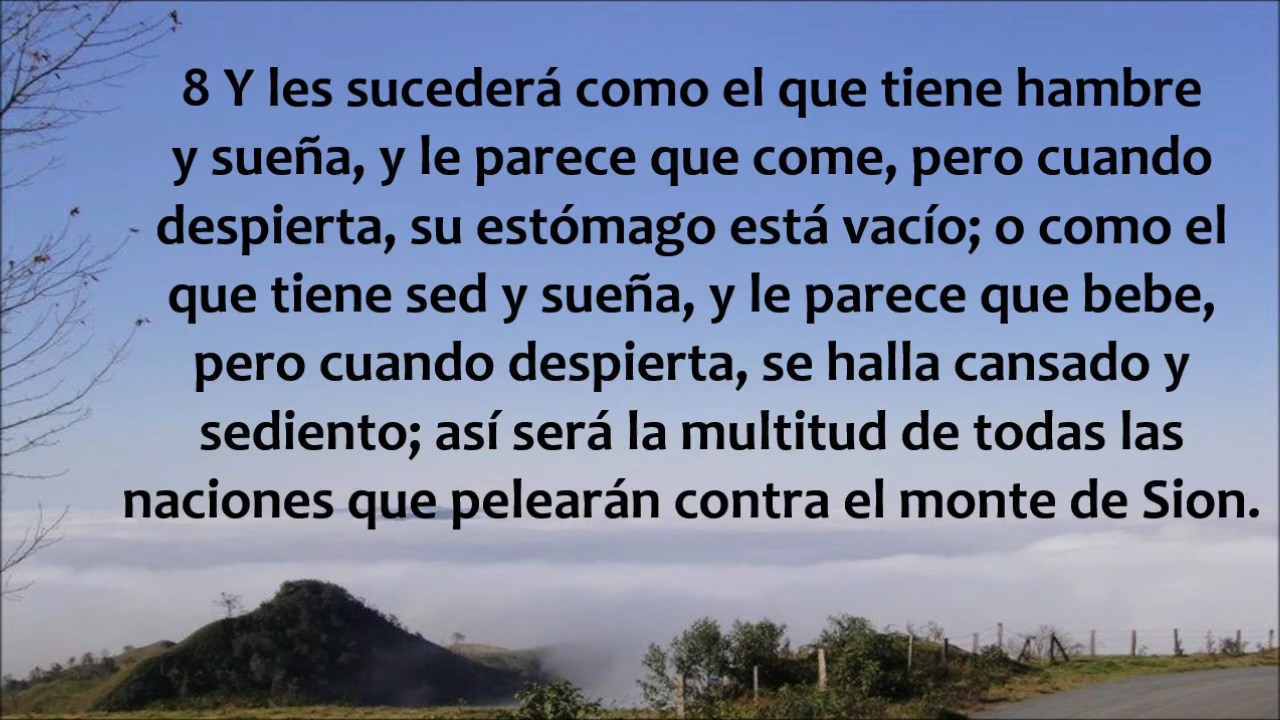 8 Y les sucederá como el que tiene hambre
y sueña, y le parece que come, pero cuando
despierta, su estómago está vacío; o como el
que tiene sed y sueña, y le parece que bebe,
pero cuando despierta, se halla cansado y
sediento; así será la multitud de todas las
naciones que pelearán contra el monte de Sion.